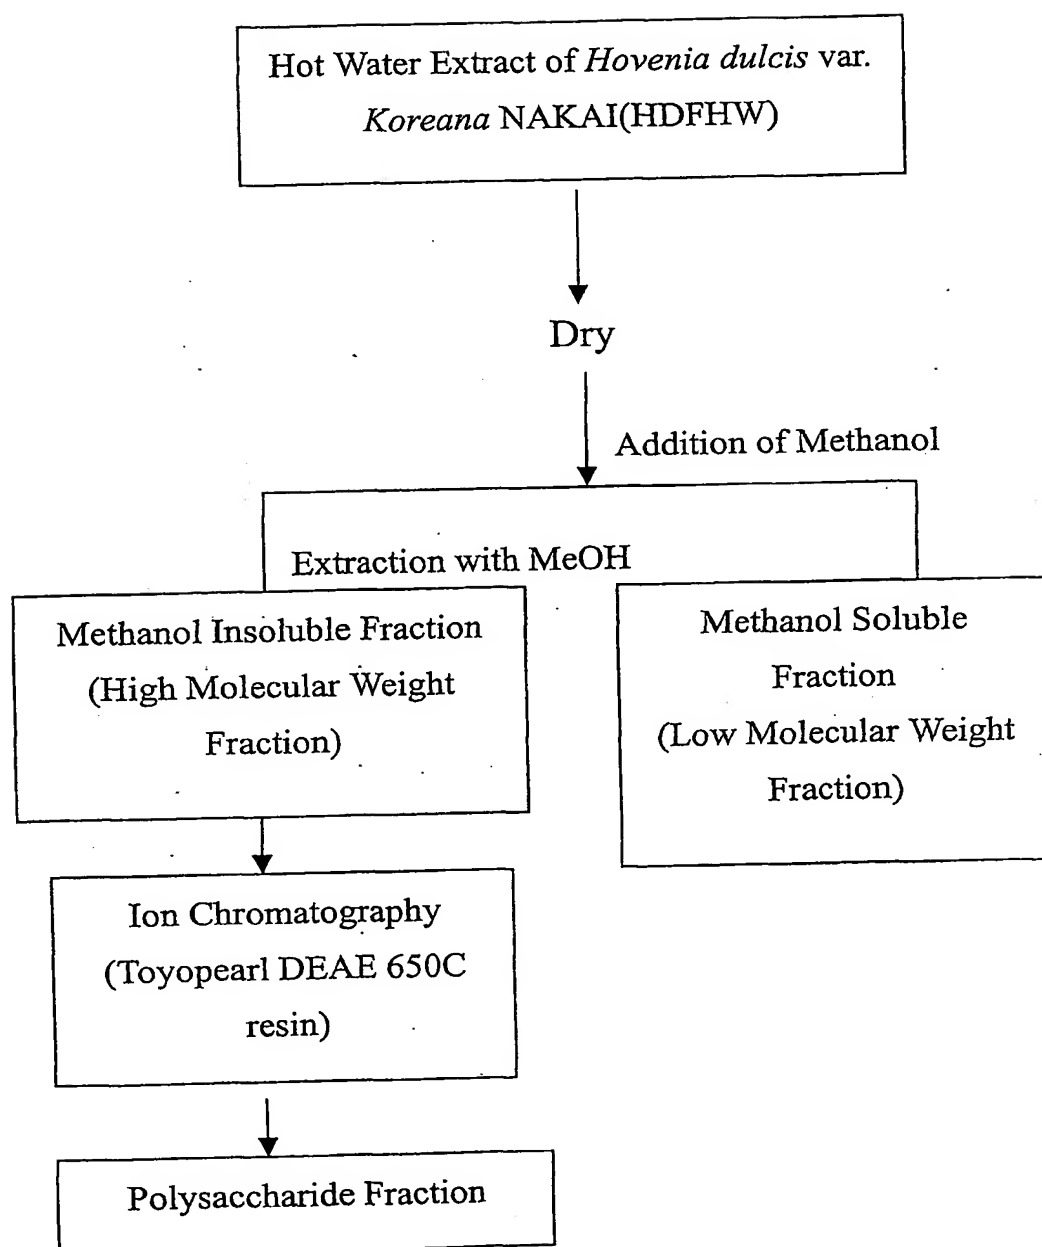 Hot Water Extract of Hovenia dulcis var.
Koreana NAKAI(HDFHW)
Dry
Addition of Methanol
Extraction with MeOH
Methanol Insoluble Fraction
(High Molecular Weight
Fraction)
Methanol Soluble
Fraction
(Low Molecular Weight
Fraction)
Ion Chromatography
(Toyopearl DEAE 650C
resin)
Polysaccharide Fraction